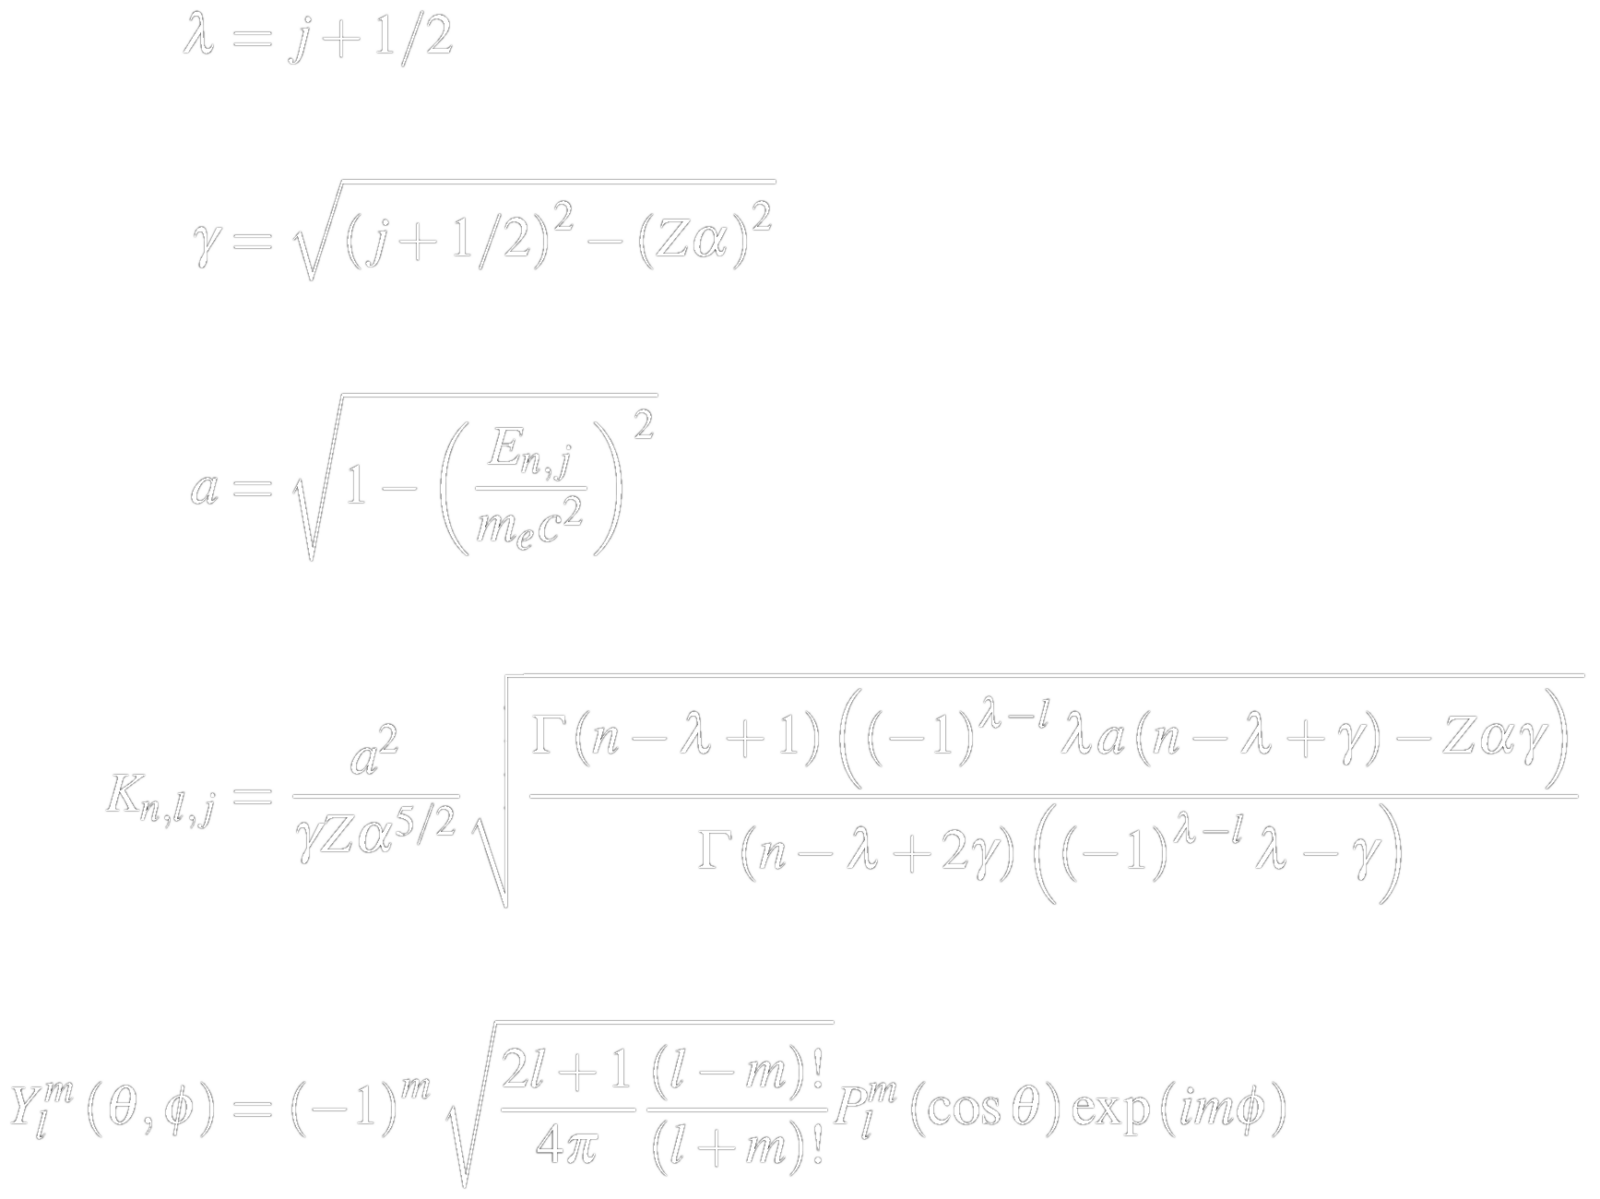 λ = j + 1/2
γ = √((j + 1/2)² − (Zα)²)
a = √(1 − (E_{n,j} / m_e c²)²)
K_{n,l,j} = a² / (γZα^{5/2}) √(Γ(n − λ + 1)((−1)^{λ−l} λa(n − λ + γ) − Zαγ) / Γ(n − λ + 2γ)((−1)^{λ−l} λ − γ))
Y_l^m(θ, ϕ) = (−1)^m √((2l + 1 / 4π) ((l − m)! / (l + m)!)) P_l^m(cos θ) exp(imϕ)